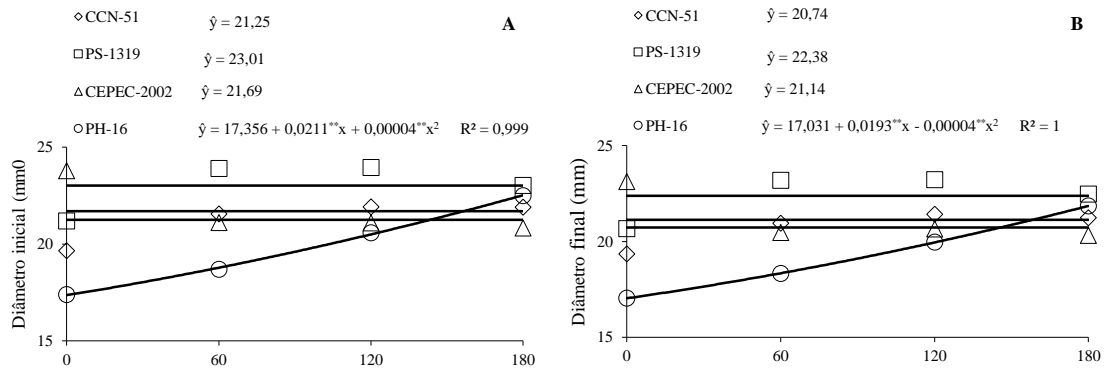 CCN-51 ŷ = 21,25 A
PS-1319 ŷ = 23,01
CEPEC-2002 ŷ = 21,69
PH-16 ŷ = 17,356 + 0,0211**x + 0,00004**x² R² = 0,999
Diâmetro inicial (mm0
25
20
15
0 60 120 180
CCN-51 ŷ = 20,74 B
PS-1319 ŷ = 22,38
CEPEC-2002 ŷ = 21,14
PH-16 ŷ = 17,031 + 0,0193**x - 0,00004**x² R² = 1
Diâmetro final (mm)
25
20
15
0 60 120 180